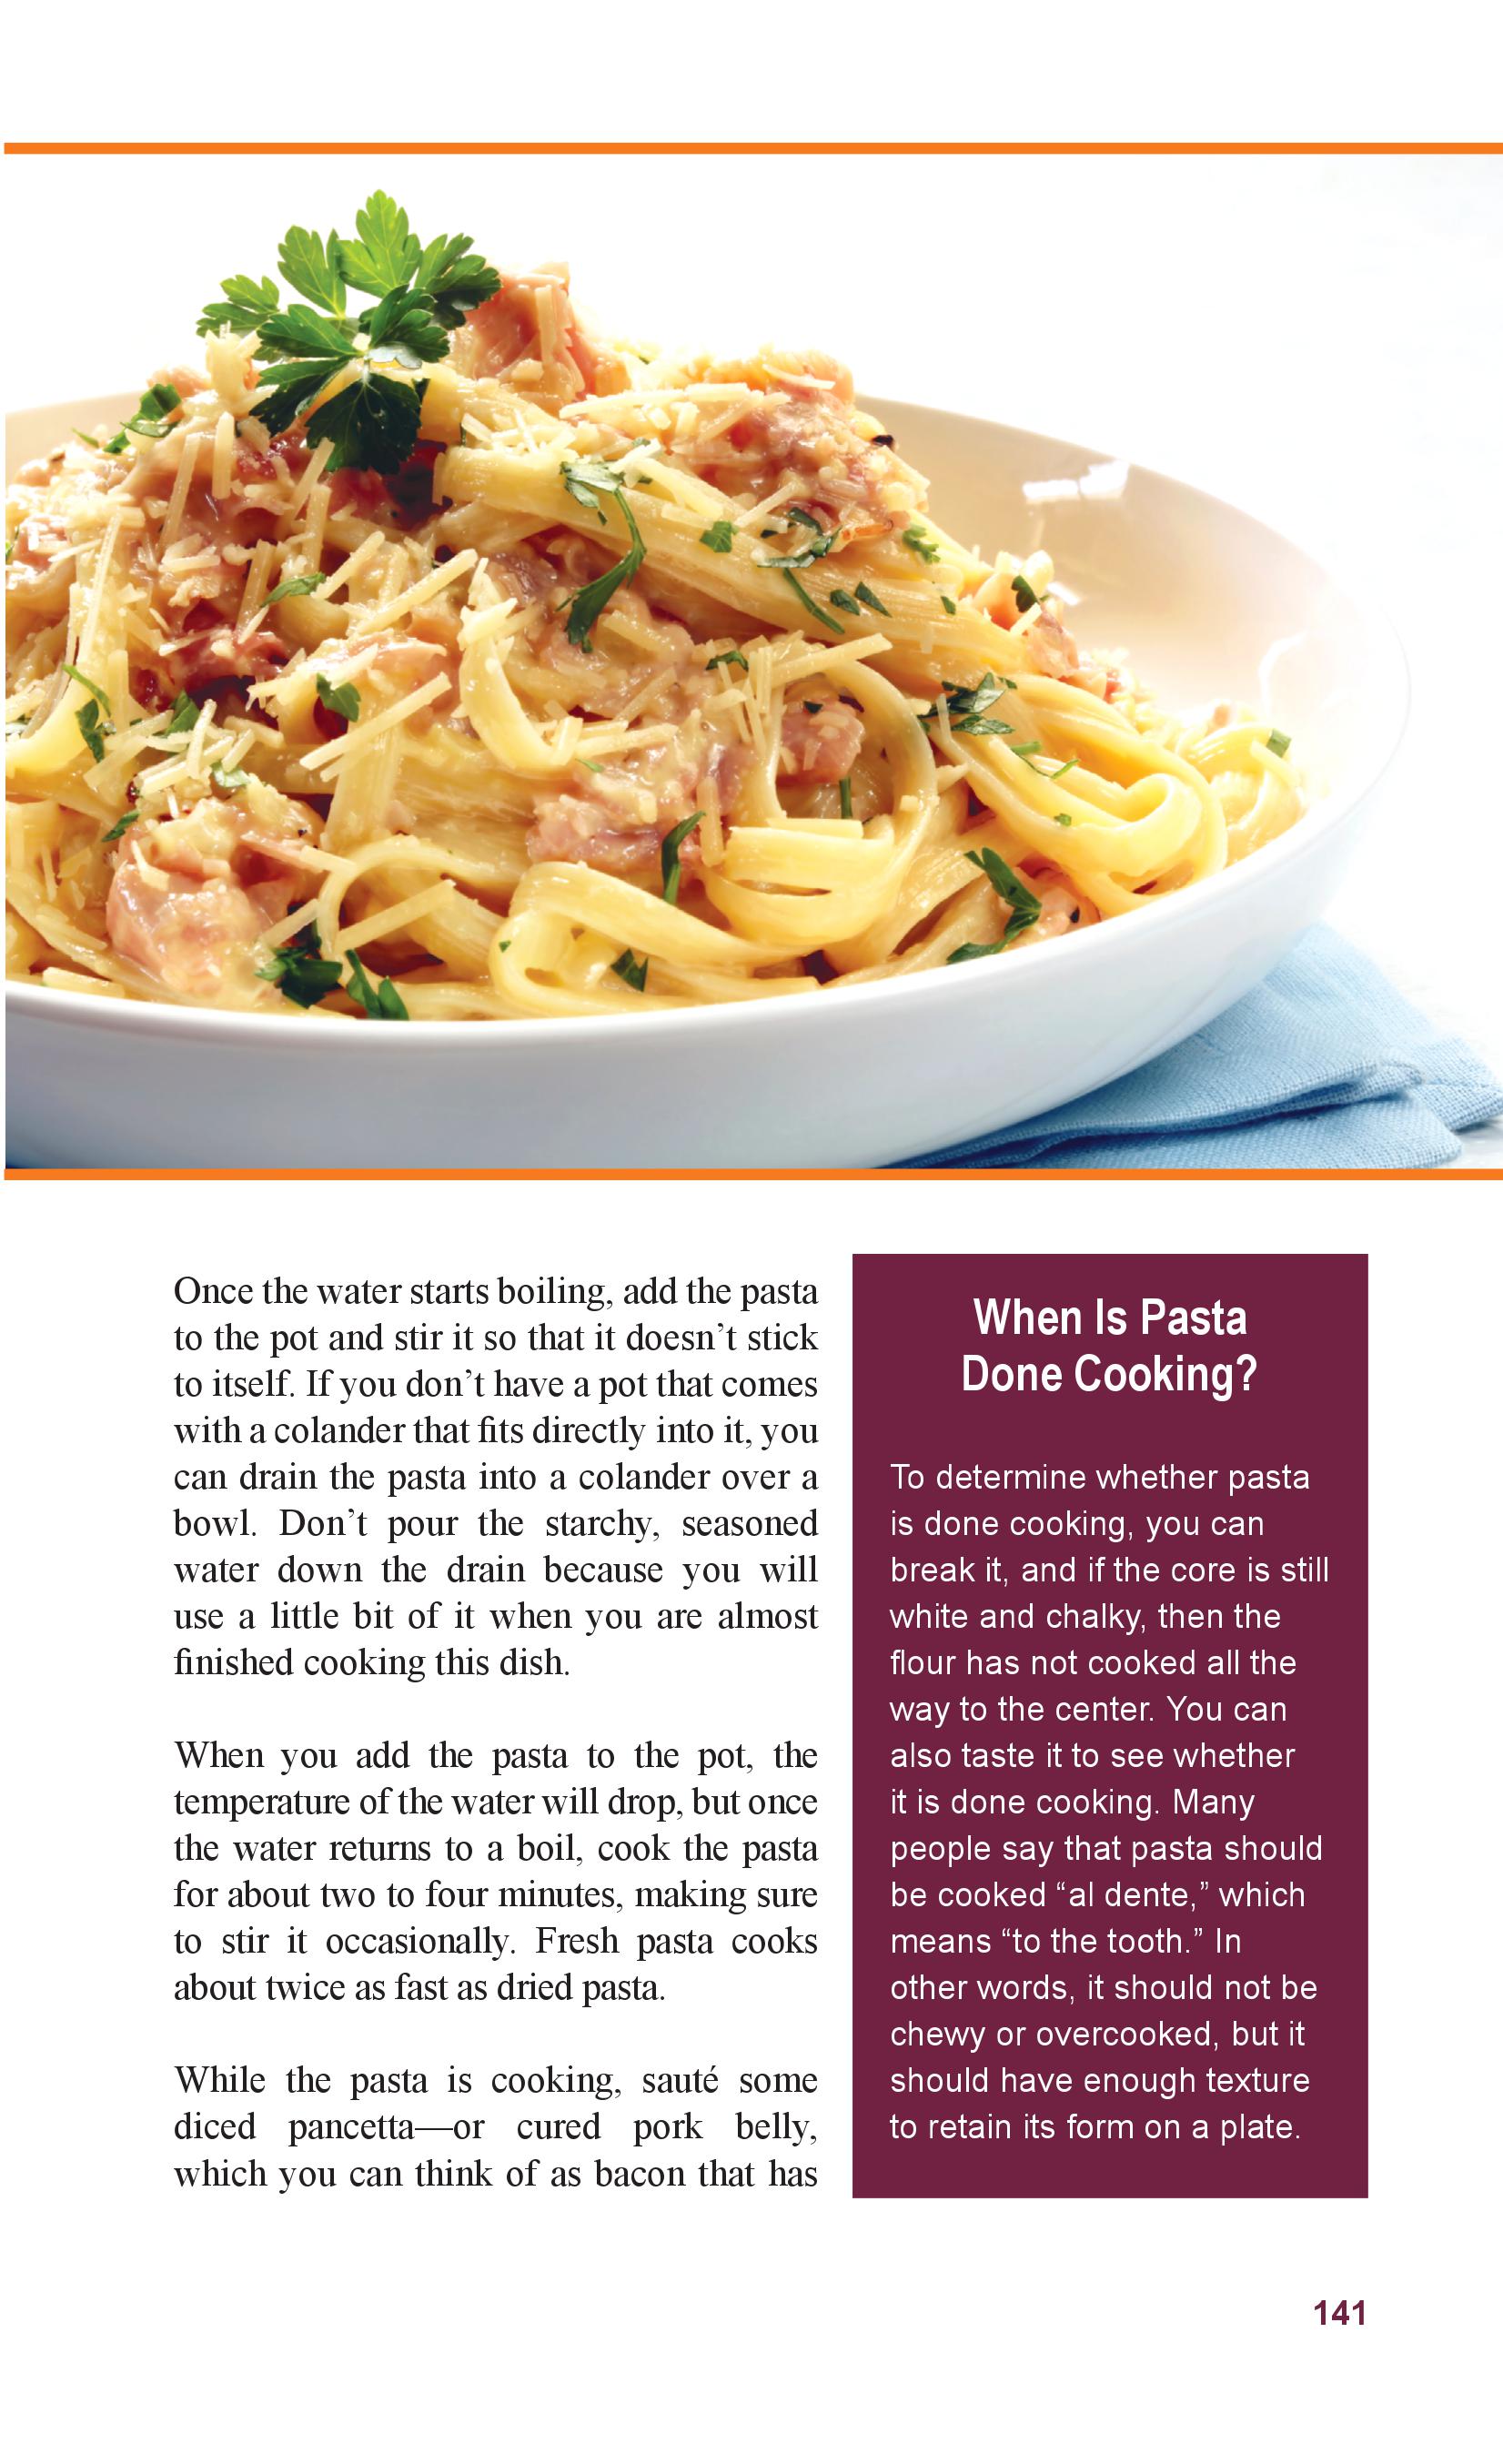 Once the water starts boiling, add the pasta
to the pot and stir it so that it doesn’t stick
to itself. If you don’t have a pot that comes
with a colander that fits directly into it, you
can drain the pasta into a colander over a
bowl. Don’t pour the starchy, seasoned
water down the drain because you will
use a little bit of it when you are almost
finished cooking this dish.
When you add the pasta to the pot, the
temperature of the water will drop, but once
the water returns to a boil, cook the pasta
for about two to four minutes, making sure
to stir it occasionally. Fresh pasta cooks
about twice as fast as dried pasta.
While the pasta is cooking, sauté some
diced pancetta—or cured pork belly,
which you can think of as bacon that has
When Is Pasta
Done Cooking?
To determine whether pasta
is done cooking, you can
break it, and if the core is still
white and chalky, then the
flour has not cooked all the
way to the center. You can
also taste it to see whether
it is done cooking. Many
people say that pasta should
be cooked “al dente,” which
means “to the tooth.” In
other words, it should not be
chewy or overcooked, but it
should have enough texture
to retain its form on a plate.
141